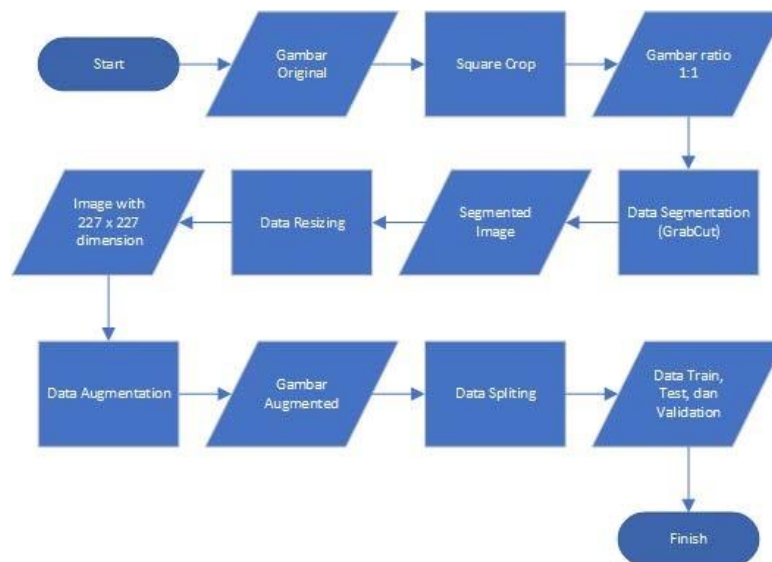 Start
Gambar
Original
Square Crop
Gambar ratio
1:1
Data Segmentation
(GrabCut)
Segmented
Image
Data Resizing
Image with
227 x 227
dimension
Data Augmentation
Gambar
Augmented
Data Spliting
Data Train,
Test, dan
Validation
Finish